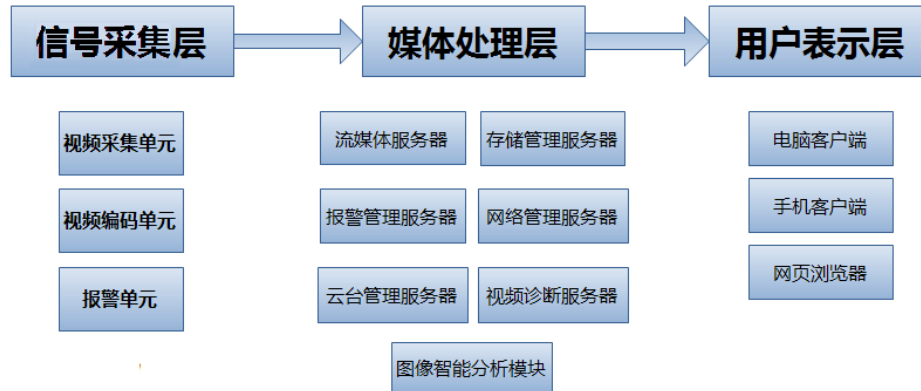 信号采集层
媒体处理层
用户表示层
视频采集单元
流媒体服务器
存储管理服务器
电脑客户端
视频编码单元
报警管理服务器
网络管理服务器
手机客户端
报警单元
云台管理服务器
视频诊断服务器
网页浏览器
图像智能分析模块